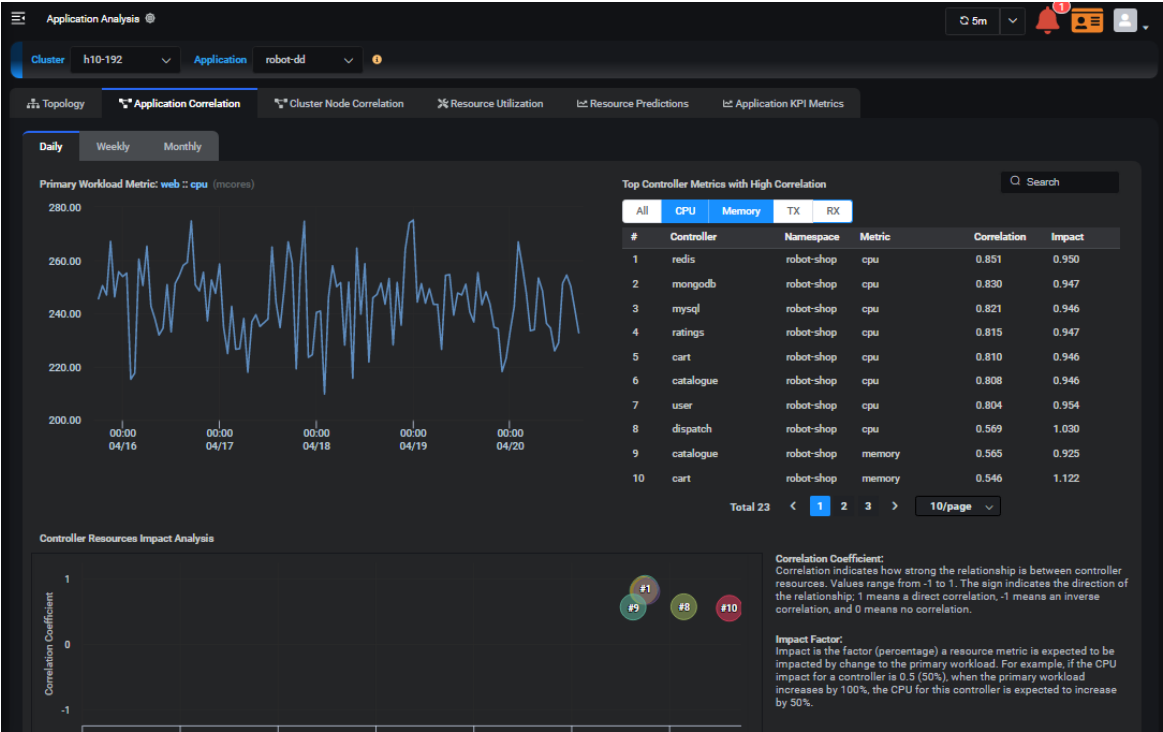 Application Analysis
5m
1
Cluster h10-192 Application robot-dd
Topology Application Correlation Cluster Node Correlation Resource Utilization Resource Predictions Application KPI Metrics
Daily Weekly Monthly
Primary Workload Metric: web :: cpu (mcores)
280.00
260.00
240.00
220.00
200.00
00:00 00:00 00:00 00:00 00:00
04/16 04/17 04/18 04/19 04/20
Top Controller Metrics with High Correlation
Search
All CPU Memory TX RX
# Controller Namespace Metric Correlation Impact
1 redis robot-shop cpu 0.851 0.950
2 mongodb robot-shop cpu 0.830 0.947
3 mysql robot-shop cpu 0.821 0.946
4 ratings robot-shop cpu 0.815 0.947
5 cart robot-shop cpu 0.810 0.946
6 catalogue robot-shop cpu 0.808 0.946
7 user robot-shop cpu 0.804 0.954
8 dispatch robot-shop cpu 0.569 1.030
9 catalogue robot-shop memory 0.565 0.925
10 cart robot-shop memory 0.546 1.122
Total 23 < 1 2 3 > 10/page
Controller Resources Impact Analysis
Correlation Coefficient
1
0
-1
#1
#9 #8 #10
Correlation Coefficient:
Correlation indicates how strong the relationship is between controller
resources. Values range from -1 to 1. The sign indicates the direction of
the relationship; 1 means a direct correlation, -1 means an inverse
correlation, and 0 means no correlation.
Impact Factor:
Impact is the factor (percentage) a resource metric is expected to be
impacted by change to the primary workload. For example, if the CPU
impact for a controller is 0.5 (50%), when the primary workload
increases by 100%, the CPU for this controller is expected to increase
by 50%.